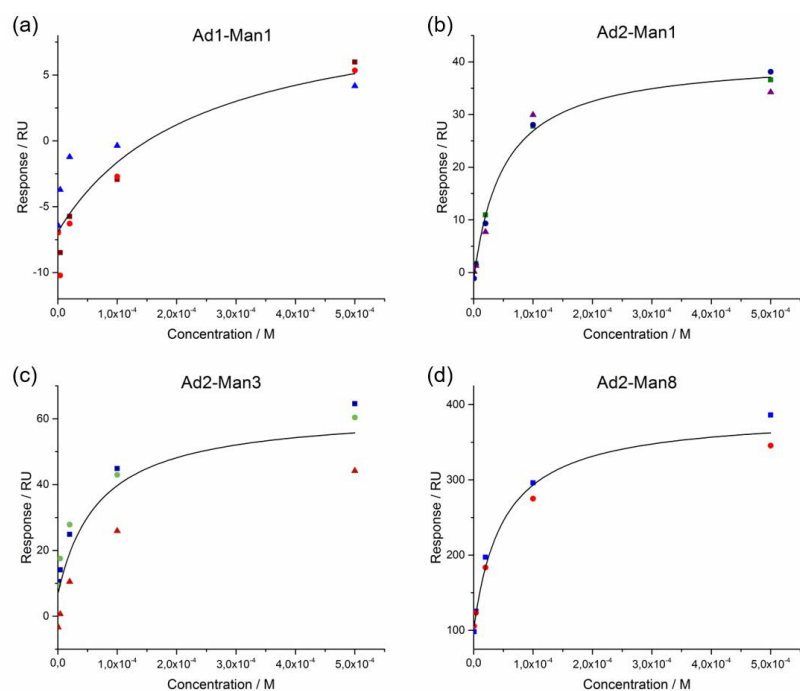 (a)
Ad1-Man1
5
0
-5
-10
Response / RU
0,0
1,0x10⁻⁴
2,0x10⁻⁴
3,0x10⁻⁴
4,0x10⁻⁴
5,0x10⁻⁴
Concentration / M
(b)
Ad2-Man1
40
30
20
10
0
Response / RU
0,0
1,0x10⁻⁴
2,0x10⁻⁴
3,0x10⁻⁴
4,0x10⁻⁴
5,0x10⁻⁴
Concentration / M
(c)
Ad2-Man3
60
40
20
0
Response / RU
0,0
1,0x10⁻⁴
2,0x10⁻⁴
3,0x10⁻⁴
4,0x10⁻⁴
5,0x10⁻⁴
Concentration / M
(d)
Ad2-Man8
400
300
200
100
Response / RU
0,0
1,0x10⁻⁴
2,0x10⁻⁴
3,0x10⁻⁴
4,0x10⁻⁴
5,0x10⁻⁴
Concentration / M